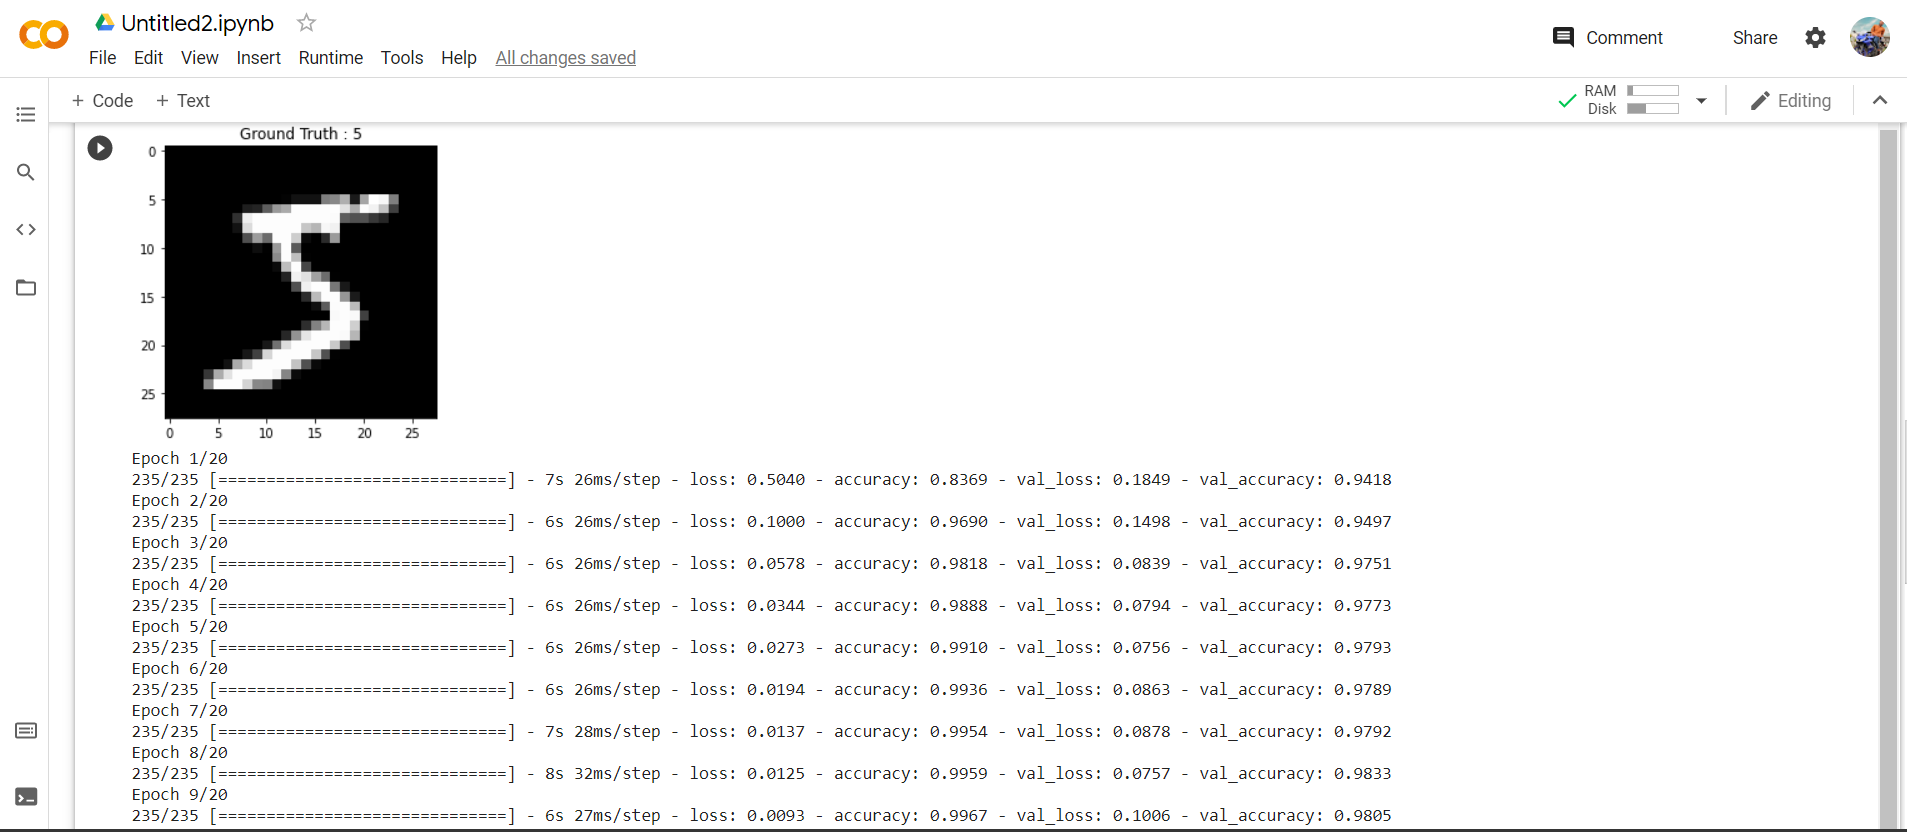 Untitled2.ipynb
File Edit View Insert Runtime Tools Help All changes saved
Comment Share
+ Code + Text
RAM
Disk
Editing
Ground Truth : 5
0
5
10
15
20
25
0 5 10 15 20 25
Epoch 1/20
235/235 [==============================] - 7s 26ms/step - loss: 0.5040 - accuracy: 0.8369 - val_loss: 0.1849 - val_accuracy: 0.9418
Epoch 2/20
235/235 [==============================] - 6s 26ms/step - loss: 0.1000 - accuracy: 0.9690 - val_loss: 0.1498 - val_accuracy: 0.9497
Epoch 3/20
235/235 [==============================] - 6s 26ms/step - loss: 0.0578 - accuracy: 0.9818 - val_loss: 0.0839 - val_accuracy: 0.9751
Epoch 4/20
235/235 [==============================] - 6s 26ms/step - loss: 0.0344 - accuracy: 0.9888 - val_loss: 0.0794 - val_accuracy: 0.9773
Epoch 5/20
235/235 [==============================] - 6s 26ms/step - loss: 0.0273 - accuracy: 0.9910 - val_loss: 0.0756 - val_accuracy: 0.9793
Epoch 6/20
235/235 [==============================] - 6s 26ms/step - loss: 0.0194 - accuracy: 0.9936 - val_loss: 0.0863 - val_accuracy: 0.9789
Epoch 7/20
235/235 [==============================] - 7s 28ms/step - loss: 0.0137 - accuracy: 0.9954 - val_loss: 0.0878 - val_accuracy: 0.9792
Epoch 8/20
235/235 [==============================] - 8s 32ms/step - loss: 0.0125 - accuracy: 0.9959 - val_loss: 0.0757 - val_accuracy: 0.9833
Epoch 9/20
235/235 [==============================] - 6s 27ms/step - loss: 0.0093 - accuracy: 0.9967 - val_loss: 0.1006 - val_accuracy: 0.9805